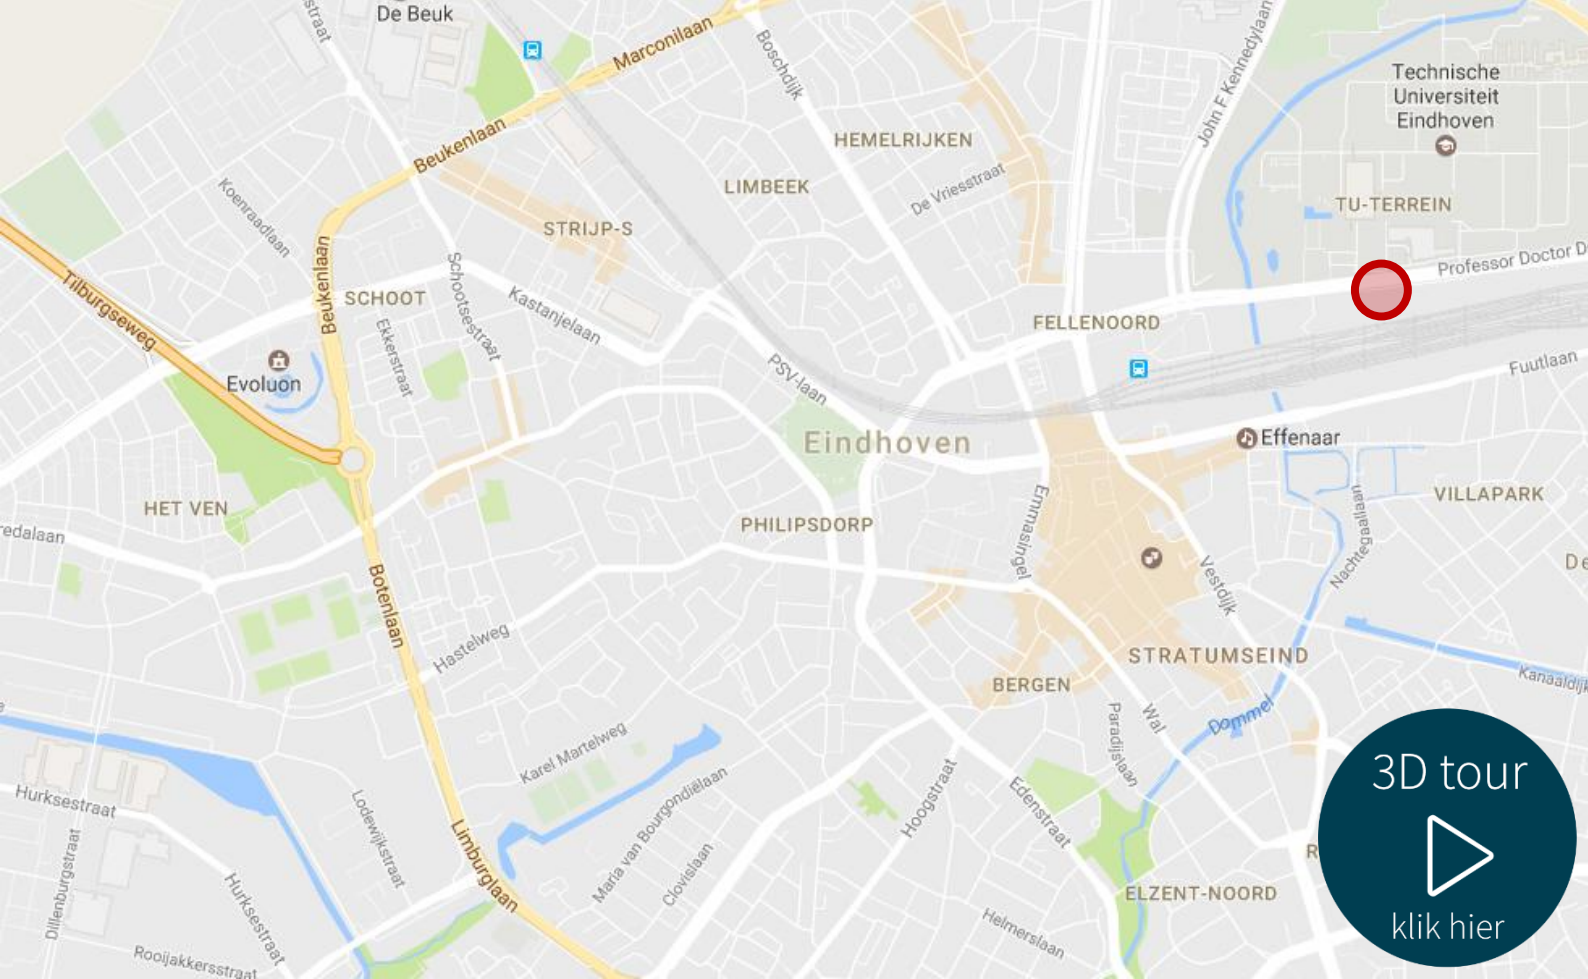 De Beuk
straat
Marconilaan
Boschdijk
John F Kennedylaan
Technische
Universiteit
Eindhoven
Beukenlaan
HEMELRIJKEN
LIMBEEK
De Vriesstraat
TU-TERREIN
Koenraadlaan
STRIJP-S
Beukenlaan
Schootsestraat
Professor Doctor D
Tilburgseweg
SCHOOT
Kastanjelaan
FELLENOORD
Ekkerstraat
PSV-laan
Fuutlaan
Evoluon
Eindhoven
Effenaar
HET VEN
VILLAPARK
redalaan
PHILIPSDORP
Emmasingel
Nachtegaallaan
De
Vestdijk
Botenlaan
Hastelweg
STRATUMSEIND
BERGEN
Kanaaldijk
e
Paradijslaan
Wal
Dommel
Karel Martelweg
3D tour
Hurksestraat
Lodewijkstraat
Maria van Bourgondiëlaan
Hoogstraat
Edenstraat
Limburglaan
Clovislaan
R
Dillenburgstraat
Hurksestraat
ELZENT-NOORD
Helmerslaan
klik hier
Rooijakkersstraat